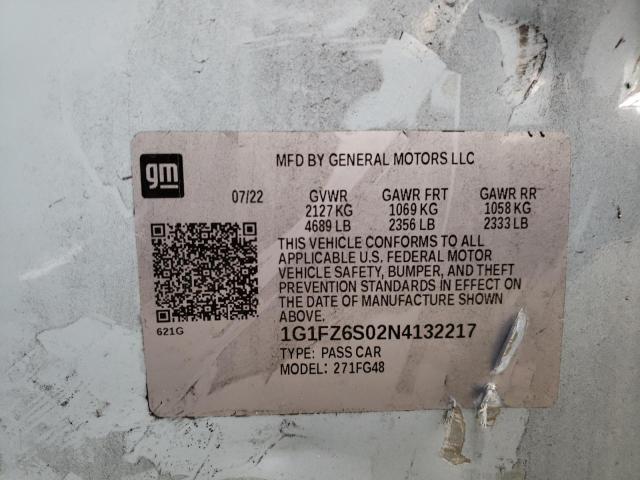 gm
MFD BY GENERAL MOTORS LLC
07/22 GVWR GAWR FRT GAWR RR
2127 KG 1069 KG 1058 KG
4689 LB 2356 LB 2333 LB
THIS VEHICLE CONFORMS TO ALL
APPLICABLE U.S. FEDERAL MOTOR
VEHICLE SAFETY, BUMPER, AND THEFT
PREVENTION STANDARDS IN EFFECT ON
THE DATE OF MANUFACTURE SHOWN
ABOVE.
621G
1G1FZ6S02N4132217
TYPE: PASS CAR
MODEL: 271FG48